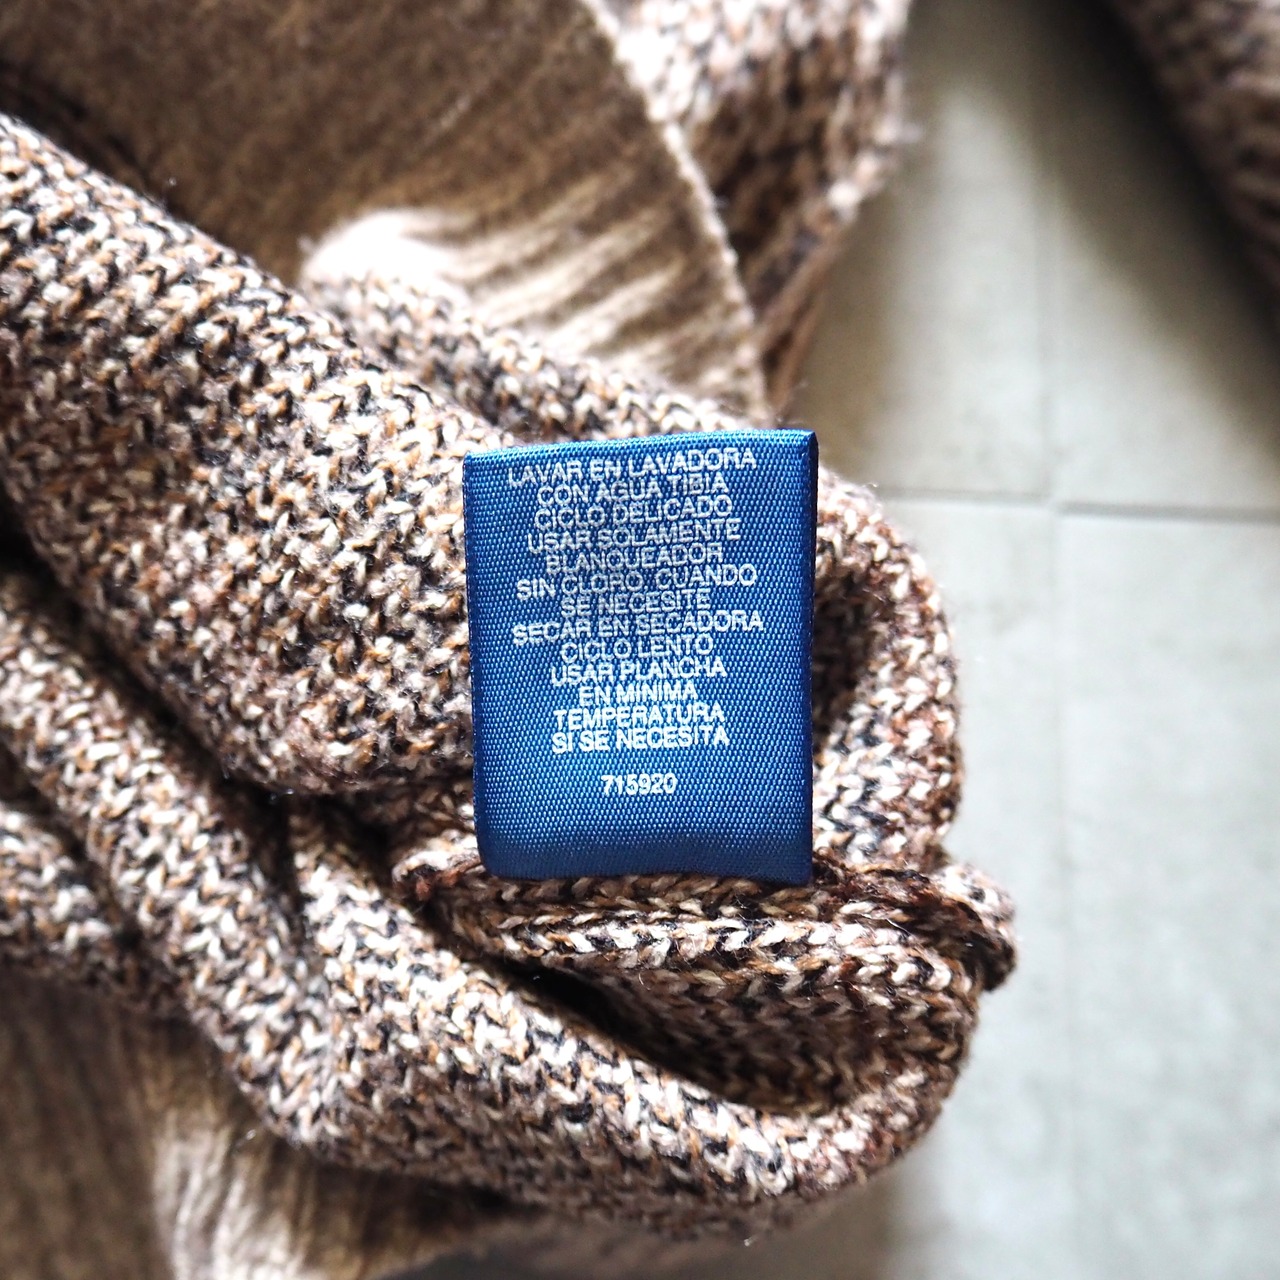 LAVAR EN LAVADORA
CON AGUA TIBIA
CICLO DELICADO
USAR SOLAMENTE
BLANQUEADOR
SIN CLORO, CUANDO
SE NECESITE
SECAR EN SECADORA
CICLO LENTO
USAR PLANCHA
EN MINIMA
TEMPERATURA
SI SE NECESITA
715920